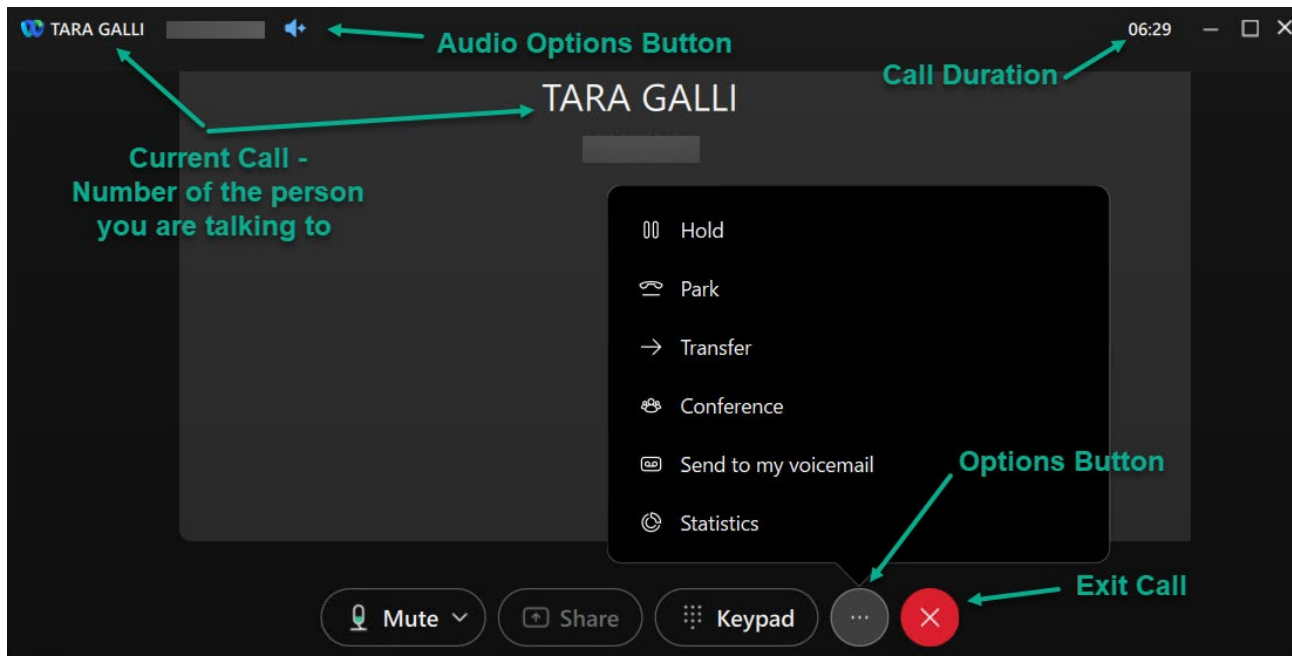 TARA GALLI
Audio Options Button
06:29
Call Duration
TARA GALLI
Current Call -
Number of the person
you are talking to
Hold
Park
Transfer
Conference
Send to my voicemail
Options Button
Statistics
Exit Call
Mute
Share
Keypad